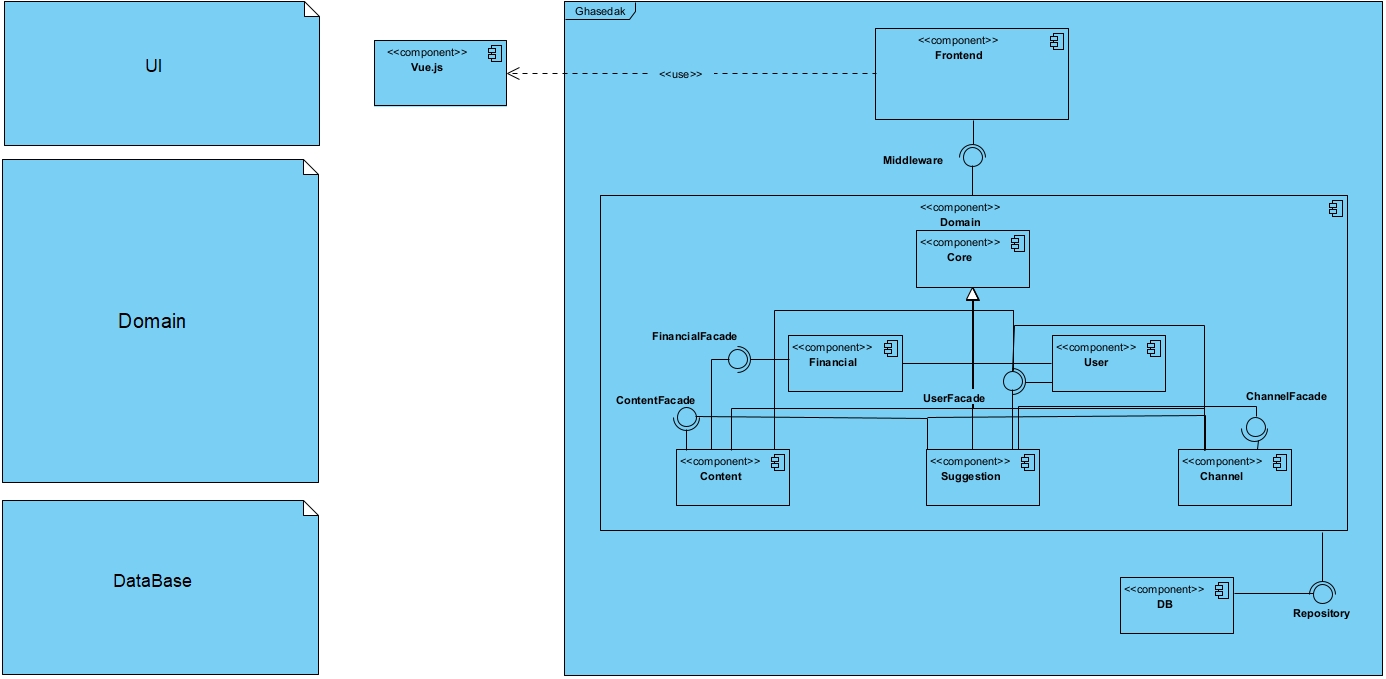 UI
Domain
DataBase
<<component>>
Vue.js
<<use>>
Ghasedak
<<component>>
Frontend
Middleware
<<component>>
Domain
<<component>>
Core
FinancialFacade
<<component>>
Financial
<<component>>
User
ContentFacade
UserFacade
ChannelFacade
<<component>>
Content
<<component>>
Suggestion
<<component>>
Channel
<<component>>
DB
Repository